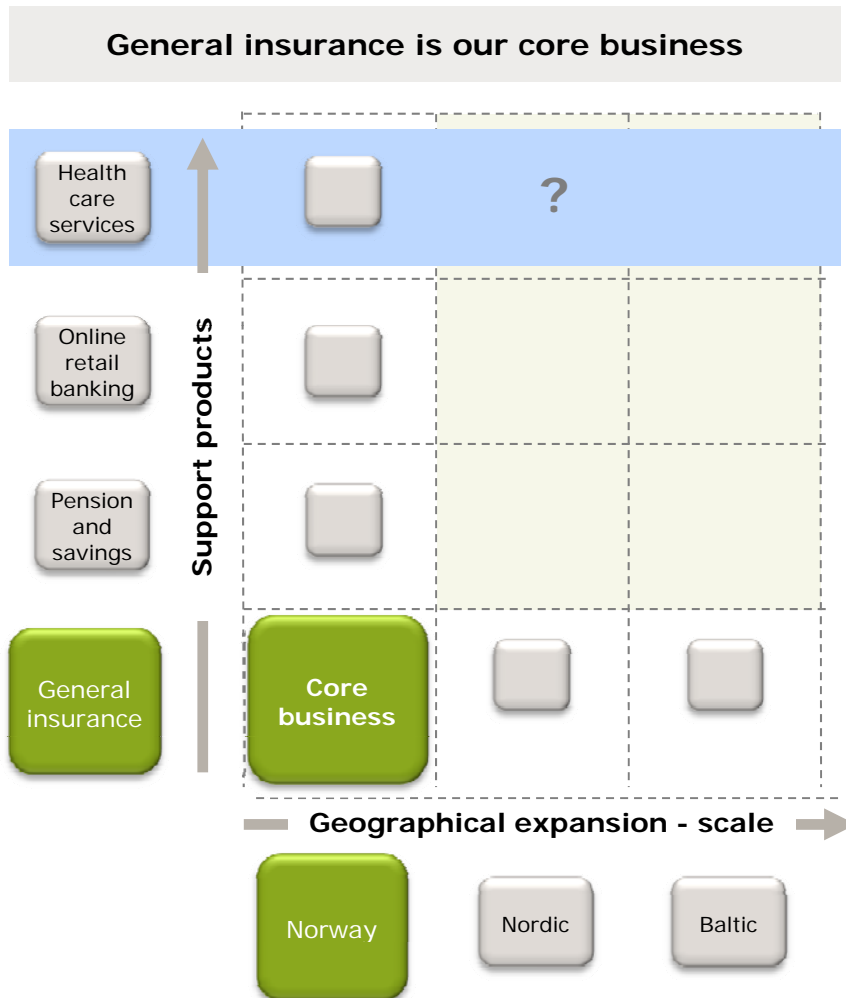 General insurance is our core business
Health
care
services
?
Online
retail
banking
Support products
Pension
and
savings
General
insurance
Core
business
Geographical expansion - scale
Norway
Nordic
Baltic